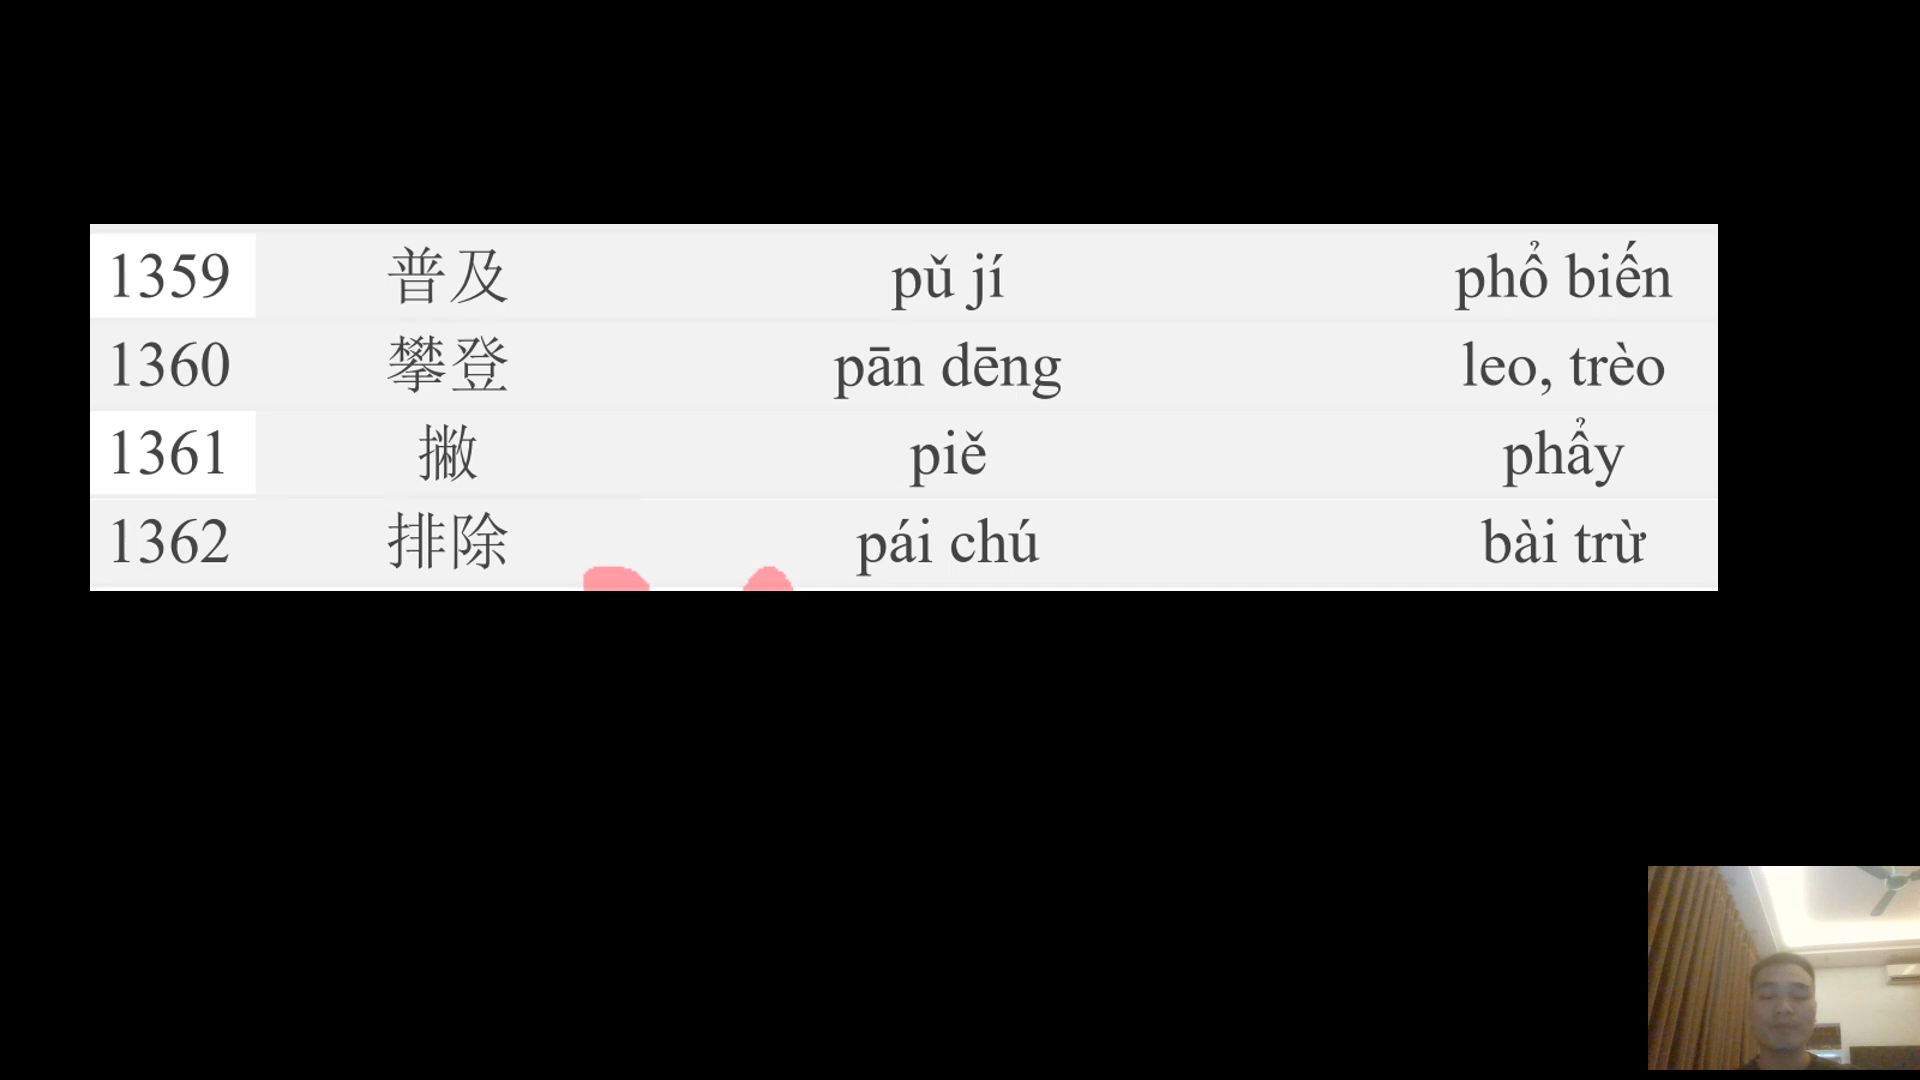 1359 普及 pǔ jí phổ biến
1360 攀登 pān dēng leo, trèo
1361 撇 piě phẩy
1362 排除 pái chú bài trừ